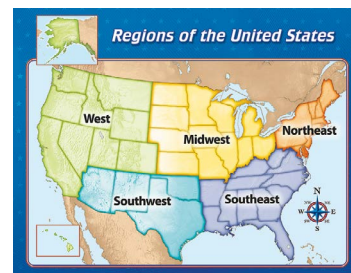 Regions of the United States
West
Midwest
Northeast
Southwest
Southeast
N
W
E
S